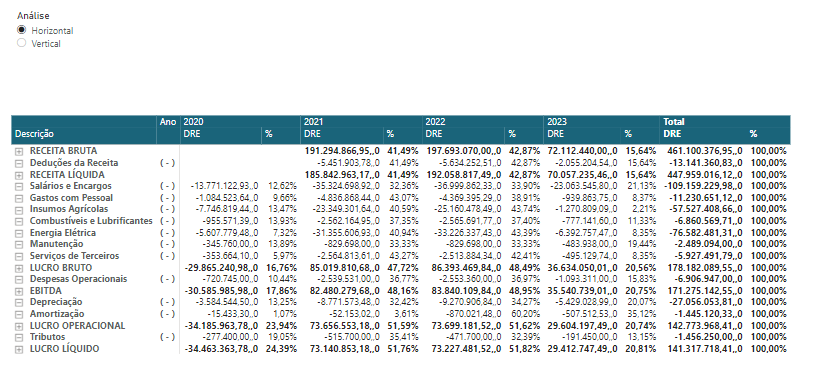 Análise
Horizontal
Vertical
Ano 2020 2021 2022 2023 Total
Descrição DRE % DRE % DRE % DRE % DRE %
RECEITA BRUTA 191.294.866,95,,0 41,49% 197.693.070,00,,0 42,87% 72.112.440,00,,0 15,64% 461.100.376,95,,0 100,00%
Deduções da Receita ( - ) -5.451.903,78,,0 41,49% -5.634.252,51,,0 42,87% -2.055.204,54,,0 15,64% -13.141.360,83,,0 100,00%
RECEITA LÍQUIDA 185.842.963,17,,0 41,49% 192.058.817,49,,0 42,87% 70.057.235,46,,0 15,64% 447.959.016,12,,0 100,00%
Salários e Encargos ( - ) -13.771.122,93,,0 12,62% -35.324.698,92,,0 32,36% -36.999.862,33,,0 33,90% -23.063.545,80,,0 21,13% -109.159.229,98,,0 100,00%
Gastos com Pessoal ( - ) -1.084.523,64,,0 9,66% -4.836.868,44,,0 43,07% -4.369.395,29,,0 38,91% -939.863,75,,0 8,37% -11.230.651,12,,0 100,00%
Insumos Agrícolas ( - ) -7.746.819,44,,0 13,47% -23.349.301,64,,0 40,59% -25.160.478,49,,0 43,74% -1.270.809,09,,0 2,21% -57.527.408,66,,0 100,00%
Combustíveis e Lubrificantes ( - ) -955.571,39,,0 13,93% -2.562.164,95,,0 37,35% -2.565.691,77,,0 37,40% -777.141,60,,0 11,33% -6.860.569,71,,0 100,00%
Energia Elétrica ( - ) -5.607.779,48,,0 7,32% -31.355.606,93,,0 40,94% -33.226.337,43,,0 43,39% -6.392.757,47,,0 8,35% -76.582.481,31,,0 100,00%
Manutenção ( - ) -345.760,00,,0 13,89% -829.698,00,,0 33,33% -829.698,00,,0 33,33% -483.938,00,,0 19,44% -2.489.094,00,,0 100,00%
Serviços de Terceiros ( - ) -353.664,10,,0 5,97% -2.564.813,61,,0 43,27% -2.513.884,34,,0 42,41% -495.129,74,,0 8,35% -5.927.491,79,,0 100,00%
LUCRO BRUTO -29.865.240,98,,0 16,76% 85.019.810,68,,0 47,72% 86.393.469,84,,0 48,49% 36.634.050,01,,0 20,56% 178.182.089,55,,0 100,00%
Despesas Operacionais ( - ) -720.745,00,,0 10,44% -2.539.531,00,,0 36,77% -2.553.360,00,,0 36,97% -1.093.311,00,,0 15,83% -6.906.947,00,,0 100,00%
EBITDA -30.585.985,98,,0 17,86% 82.480.279,68,,0 48,16% 83.840.109,84,,0 48,95% 35.540.739,01,,0 20,75% 171.275.142,55,,0 100,00%
Depreciação ( - ) -3.584.544,50,,0 13,25% -8.771.573,48,,0 32,42% -9.270.906,84,,0 34,27% -5.429.028,99,,0 20,07% -27.056.053,81,,0 100,00%
Amortização ( - ) -15.433,30,,0 1,07% -52.153,02,,0 3,61% -870.021,48,,0 60,20% -507.512,53,,0 35,12% -1.445.120,33,,0 100,00%
LUCRO OPERACIONAL -34.185.963,78,,0 23,94% 73.656.553,18,,0 51,59% 73.699.181,52,,0 51,62% 29.604.197,49,,0 20,74% 142.773.968,41,,0 100,00%
Tributos ( - ) -277.400,00,,0 19,05% -515.700,00,,0 35,41% -471.700,00,,0 32,39% -191.450,00,,0 13,15% -1.456.250,00,,0 100,00%
LUCRO LÍQUIDO -34.463.363,78,,0 24,39% 73.140.853,18,,0 51,76% 73.227.481,52,,0 51,82% 29.412.747,49,,0 20,81% 141.317.718,41,,0 100,00%